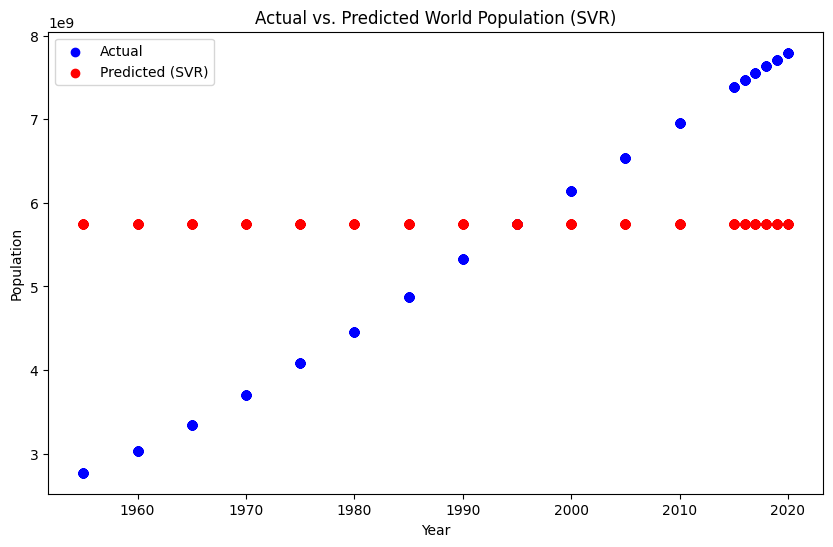 Actual vs. Predicted World Population (SVR)
1e9
Actual
Predicted (SVR)
8
7
6
5
4
3
Population
1960 1970 1980 1990 2000 2010 2020
Year